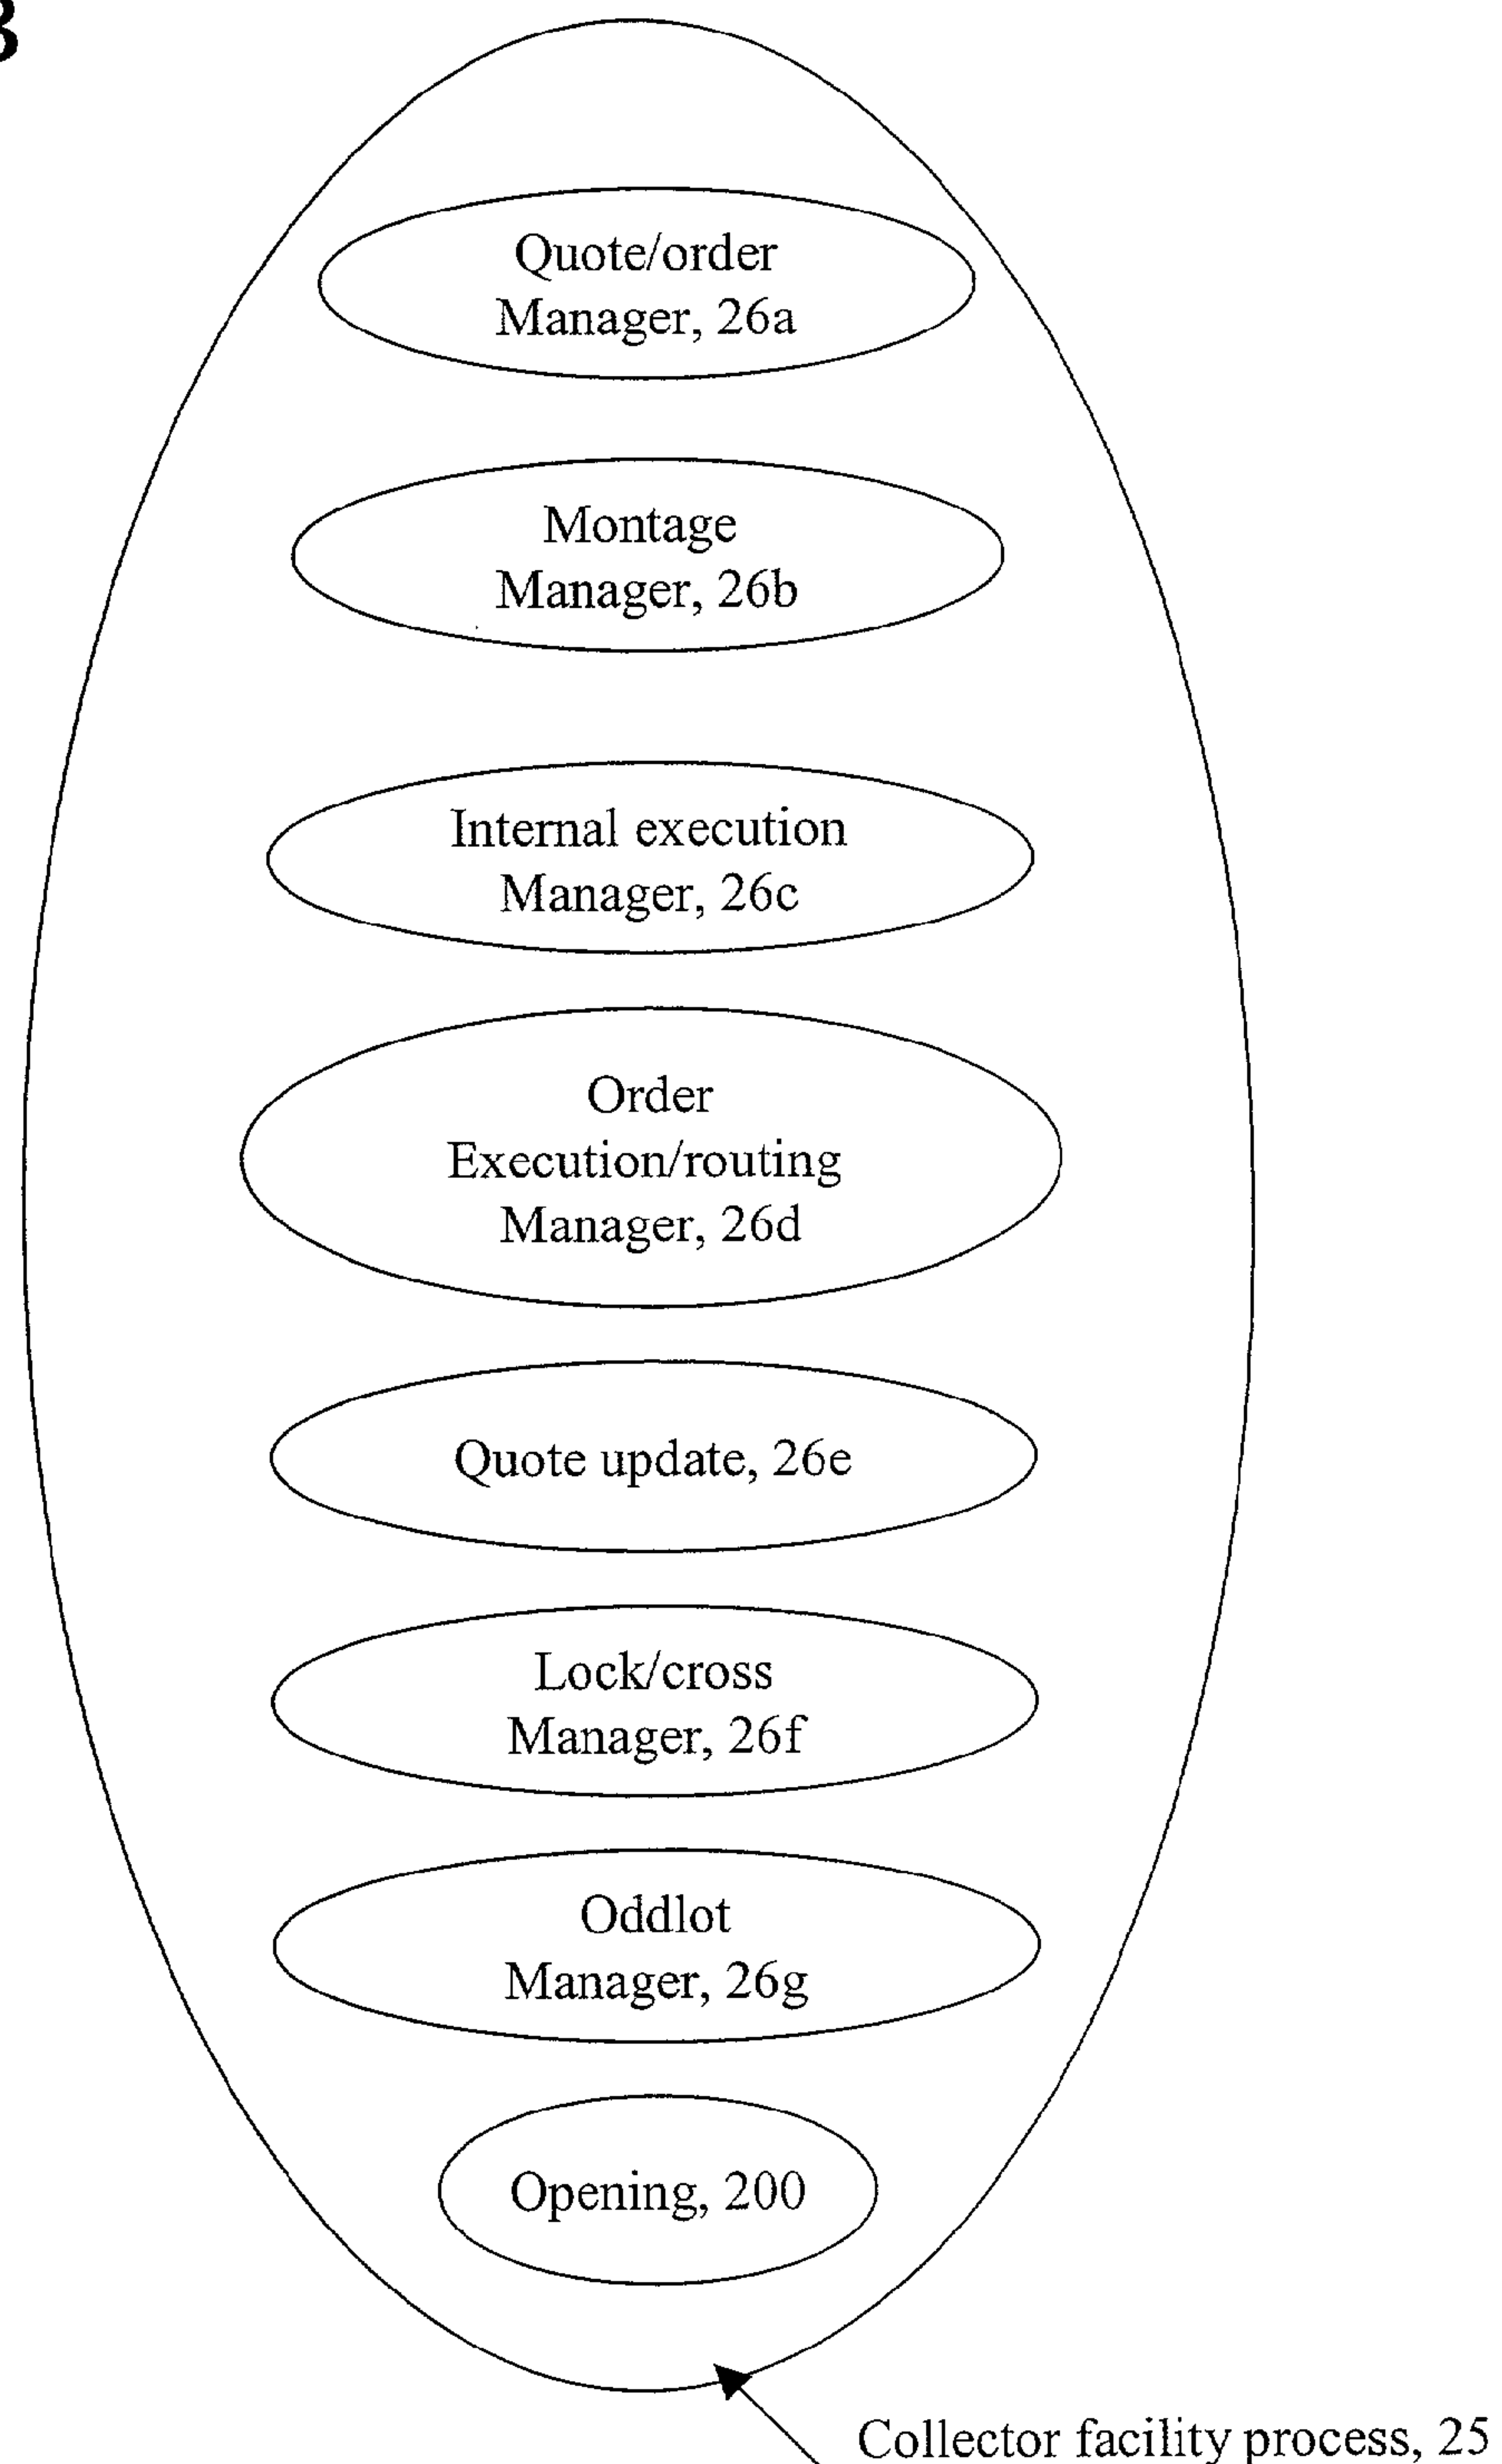 Quote/order
Manager, 26a
Montage
Manager, 26b
Internal execution
Manager, 26c
Order
Execution/routing
Manager, 26d
Quote update, 26e
Lock/cross
Manager, 26f
Oddlot
Manager, 26g
Opening, 200
Collector facility process, 25